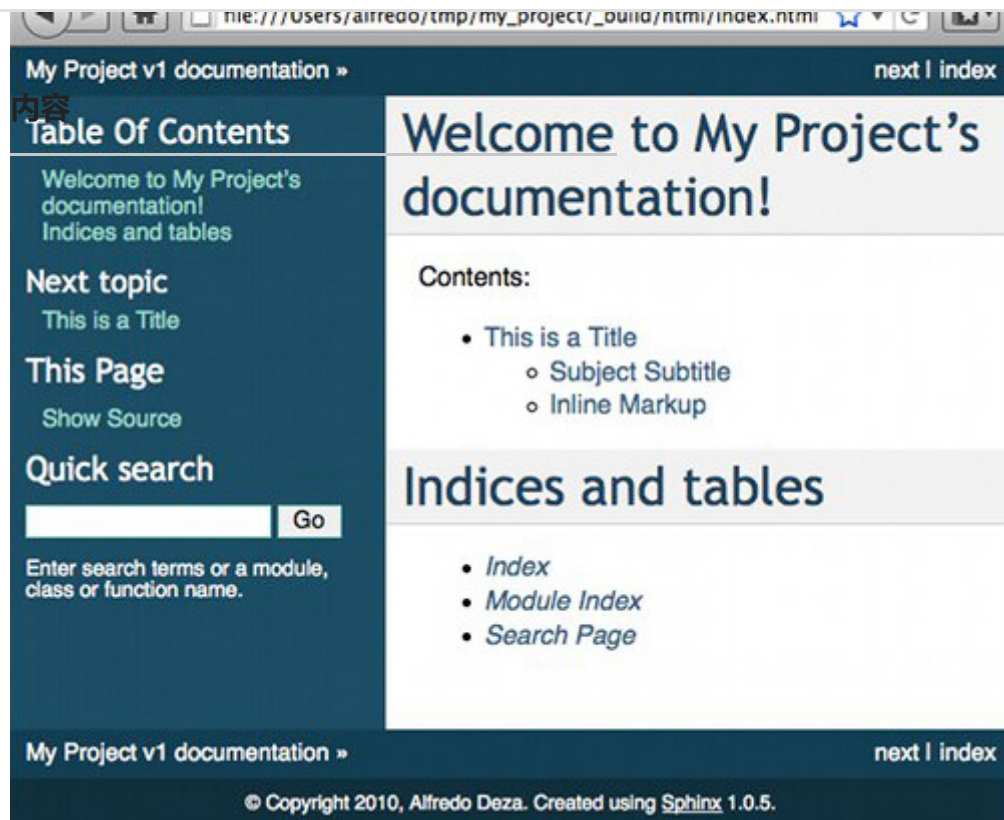 file:///Users/alfredo/tmp/my_project/_build/html/index.html
My Project v1 documentation »
next | index
内容
Table Of Contents
Welcome to My Project's
documentation!
Indices and tables
Next topic
This is a Title
This Page
Show Source
Quick search
Go
Enter search terms or a module,
class or function name.
Welcome to My Project’s
documentation!
Contents:
• This is a Title
◦ Subject Subtitle
◦ Inline Markup
Indices and tables
• Index
• Module Index
• Search Page
My Project v1 documentation »
next | index
© Copyright 2010, Alfredo Deza. Created using Sphinx 1.0.5.